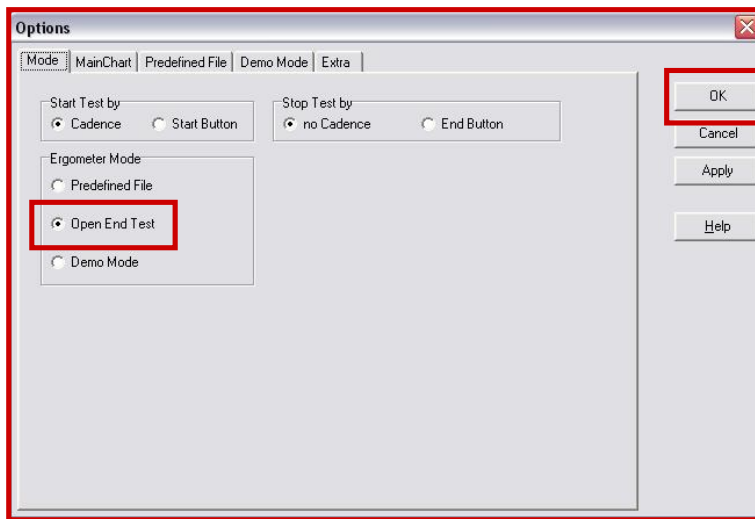 Options
Mode MainChart Predefined File Demo Mode Extra
Start Test by
Cadence Start Button
Stop Test by
no Cadence End Button
Ergometer Mode
Predefined File
Open End Test
Demo Mode
OK
Cancel
Apply
Help